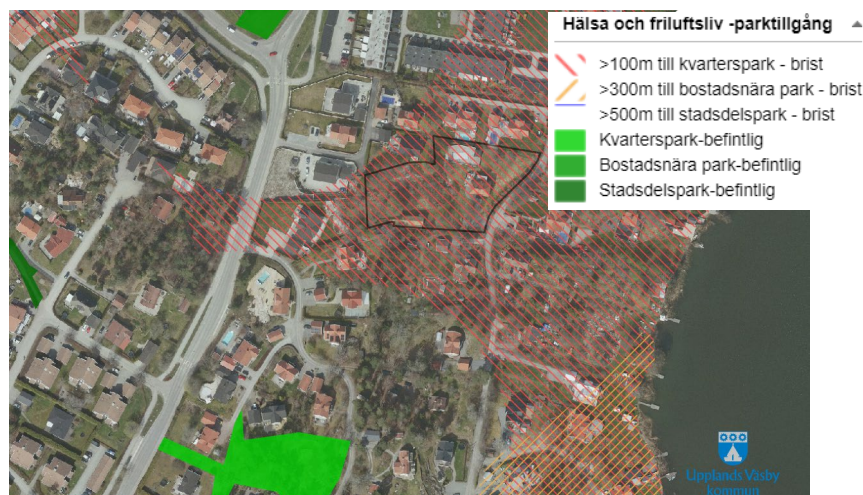 Hälsa och friluftsliv -parktillgång
>100m till kvarterspark - brist
>300m till bostadsnära park - brist
>500m till stadsdelspark - brist
Kvarterspark-befintlig
Bostadsnära park-befintlig
Stadsdelspark-befintlig
Upplands Väsby
kommun